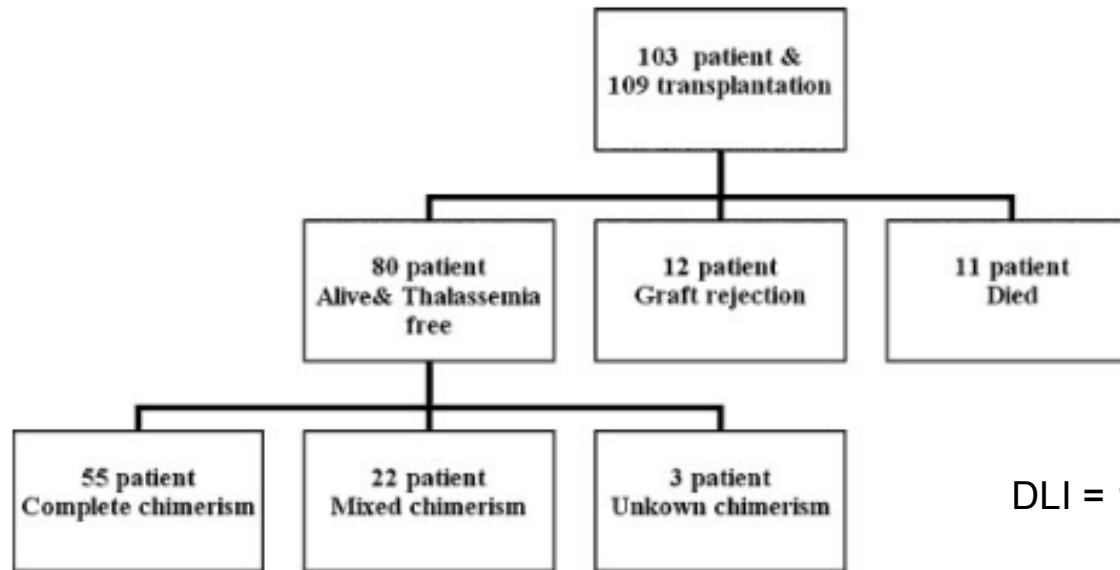 103 patient &
109 transplantation
80 patient
Alive& Thalassemia
free
12 patient
Graft rejection
11 patient
Died
55 patient
Complete chimerism
22 patient
Mixed chimerism
3 patient
Unkown chimerism
DLI =